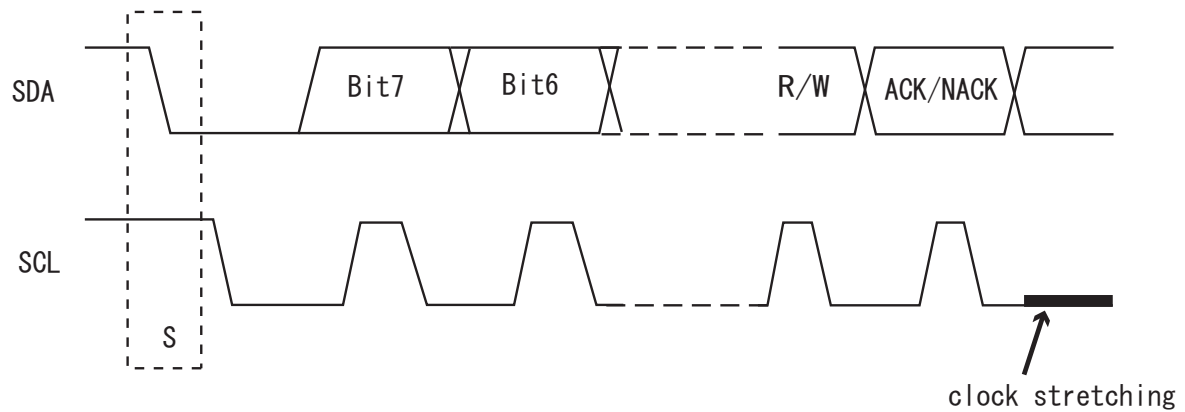 SDA
Bit7
Bit6
R/W
ACK/NACK
SCL
S
clock stretching